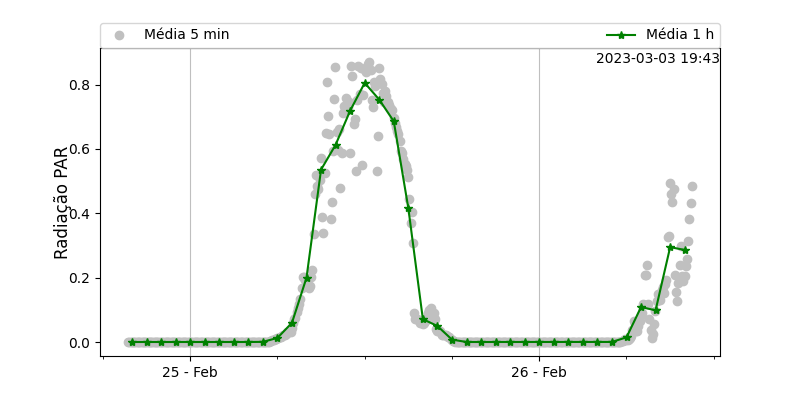 Média 5 min
Média 1 h
2023-03-03 19:43
Radiação PAR
0.8
0.6
0.4
0.2
0.0
25 - Feb
26 - Feb